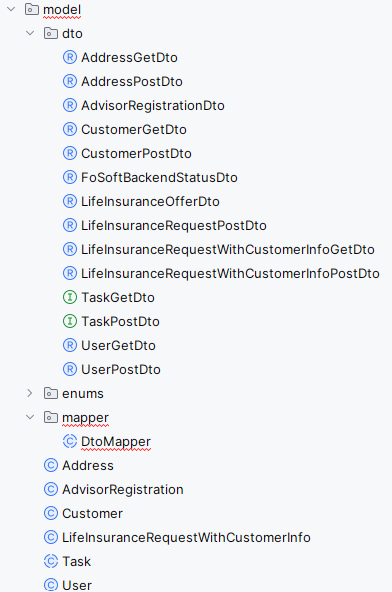 model
dto
R AddressGetDto
R AddressPostDto
R AdvisorRegistrationDto
R CustomerGetDto
R CustomerPostDto
R FoSoftBackendStatusDto
R LifeInsuranceOfferDto
R LifeInsuranceRequestPostDto
R LifeInsuranceRequestWithCustomerInfoGetDto
R LifeInsuranceRequestWithCustomerInfoPostDto
I TaskGetDto
I TaskPostDto
R UserGetDto
R UserPostDto
enums
mapper
C DtoMapper
C Address
C AdvisorRegistration
C Customer
C LifeInsuranceRequestWithCustomerInfo
C Task
C User